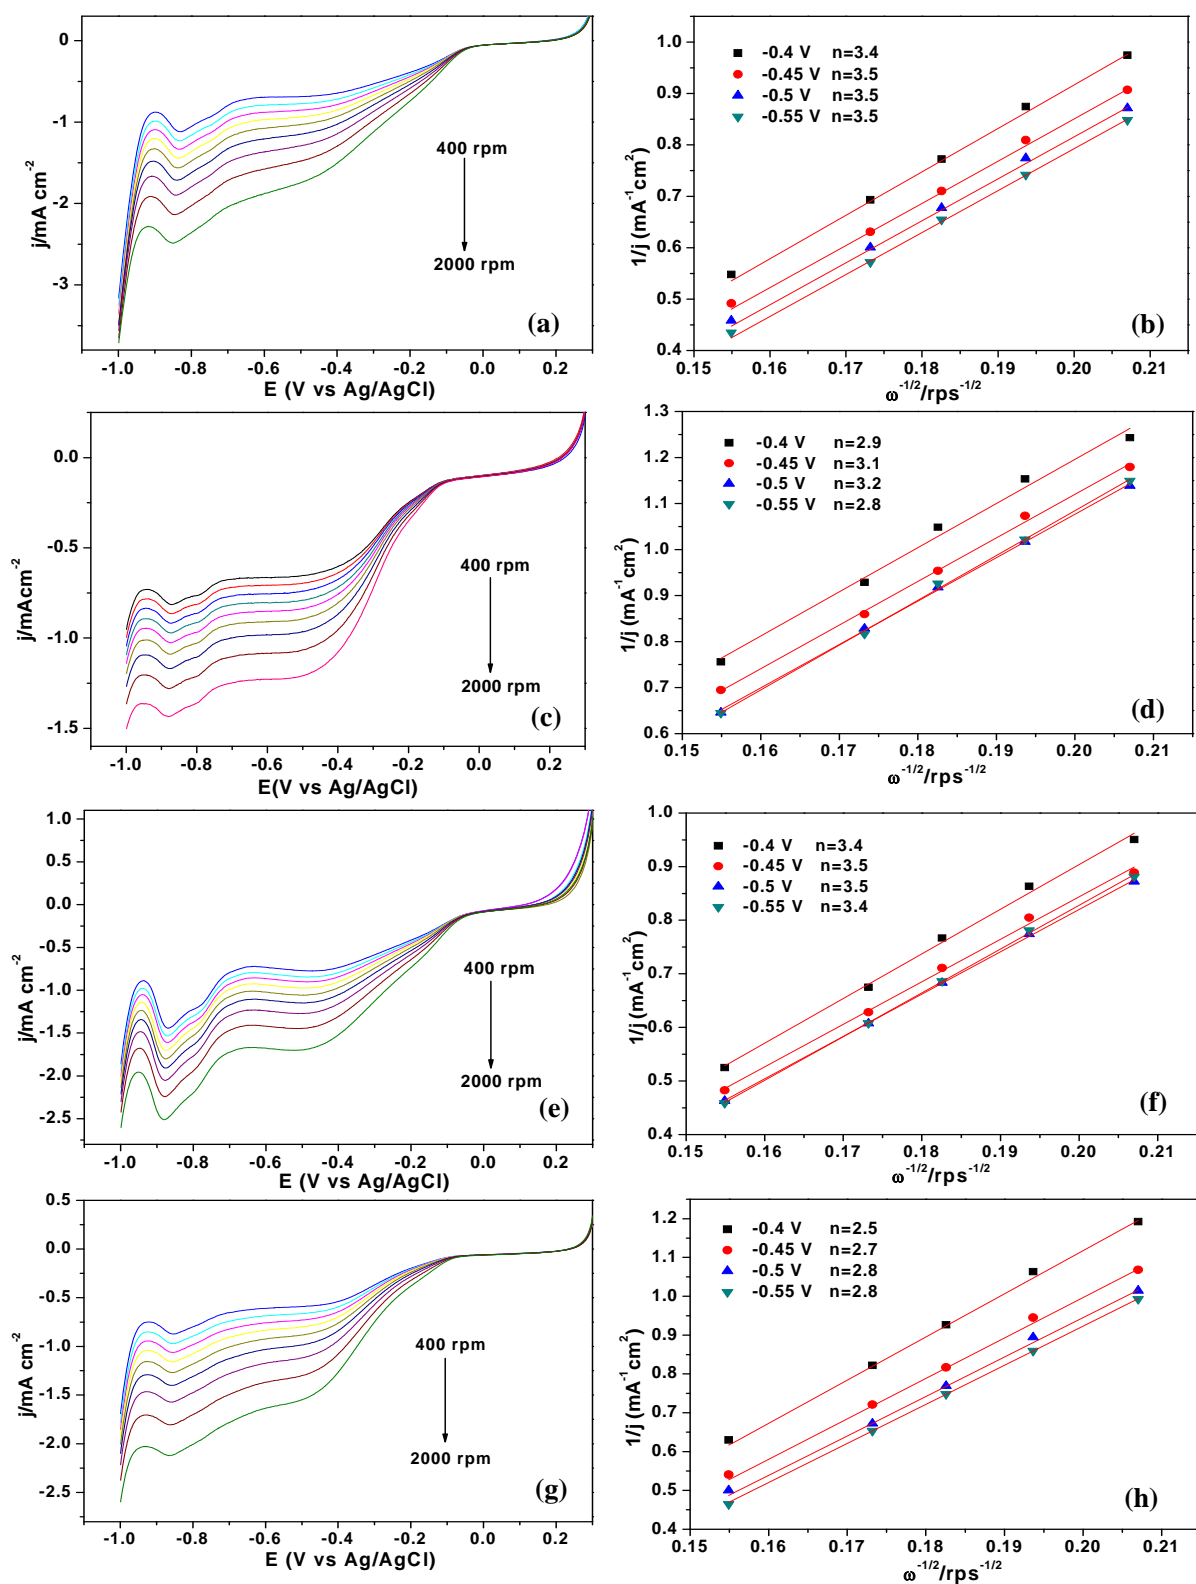 0
-1
-2
-3
-1.0 -0.8 -0.6 -0.4 -0.2 0.0 0.2
j/mA cm-2
E (V vs Ag/AgCl)
400 rpm
2000 rpm
(a)
1.0
0.9
0.8
0.7
0.6
0.5
0.4
0.15 0.16 0.17 0.18 0.19 0.20 0.21
1/j (mA-1cm2)
ω-1/2/rps-1/2
-0.4 V n=3.4
-0.45 V n=3.5
-0.5 V n=3.5
-0.55 V n=3.5
(b)
0.0
-0.5
-1.0
-1.5
-1.0 -0.8 -0.6 -0.4 -0.2 0.0 0.2
j/mAcm-2
E(V vs Ag/AgCl)
400 rpm
2000 rpm
(c)
1.3
1.2
1.1
1.0
0.9
0.8
0.7
0.6
0.15 0.16 0.17 0.18 0.19 0.20 0.21
1/j (mA-1cm2)
ω-1/2/rps-1/2
-0.4 V n=2.9
-0.45 V n=3.1
-0.5 V n=3.2
-0.55 V n=2.8
(d)
1.0
0.5
0.0
-0.5
-1.0
-1.5
-2.0
-2.5
-1.0 -0.8 -0.6 -0.4 -0.2 0.0 0.2
j/mA cm-2
E (V vs Ag/AgCl)
400 rpm
2000 rpm
(e)
1.0
0.9
0.8
0.7
0.6
0.5
0.4
0.15 0.16 0.17 0.18 0.19 0.20 0.21
1/j (mA-1cm2)
ω-1/2/rps-1/2
-0.4 V n=3.4
-0.45 V n=3.5
-0.5 V n=3.5
-0.55 V n=3.4
(f)
0.5
0.0
-0.5
-1.0
-1.5
-2.0
-2.5
-1.0 -0.8 -0.6 -0.4 -0.2 0.0 0.2
j/mA cm-2
E (V vs Ag/AgCl)
400 rpm
2000 rpm
(g)
1.2
1.1
1.0
0.9
0.8
0.7
0.6
0.5
0.4
0.15 0.16 0.17 0.18 0.19 0.20 0.21
1/j (mA-1cm2)
ω-1/2/rps-1/2
-0.4 V n=2.5
-0.45 V n=2.7
-0.5 V n=2.8
-0.55 V n=2.8
(h)